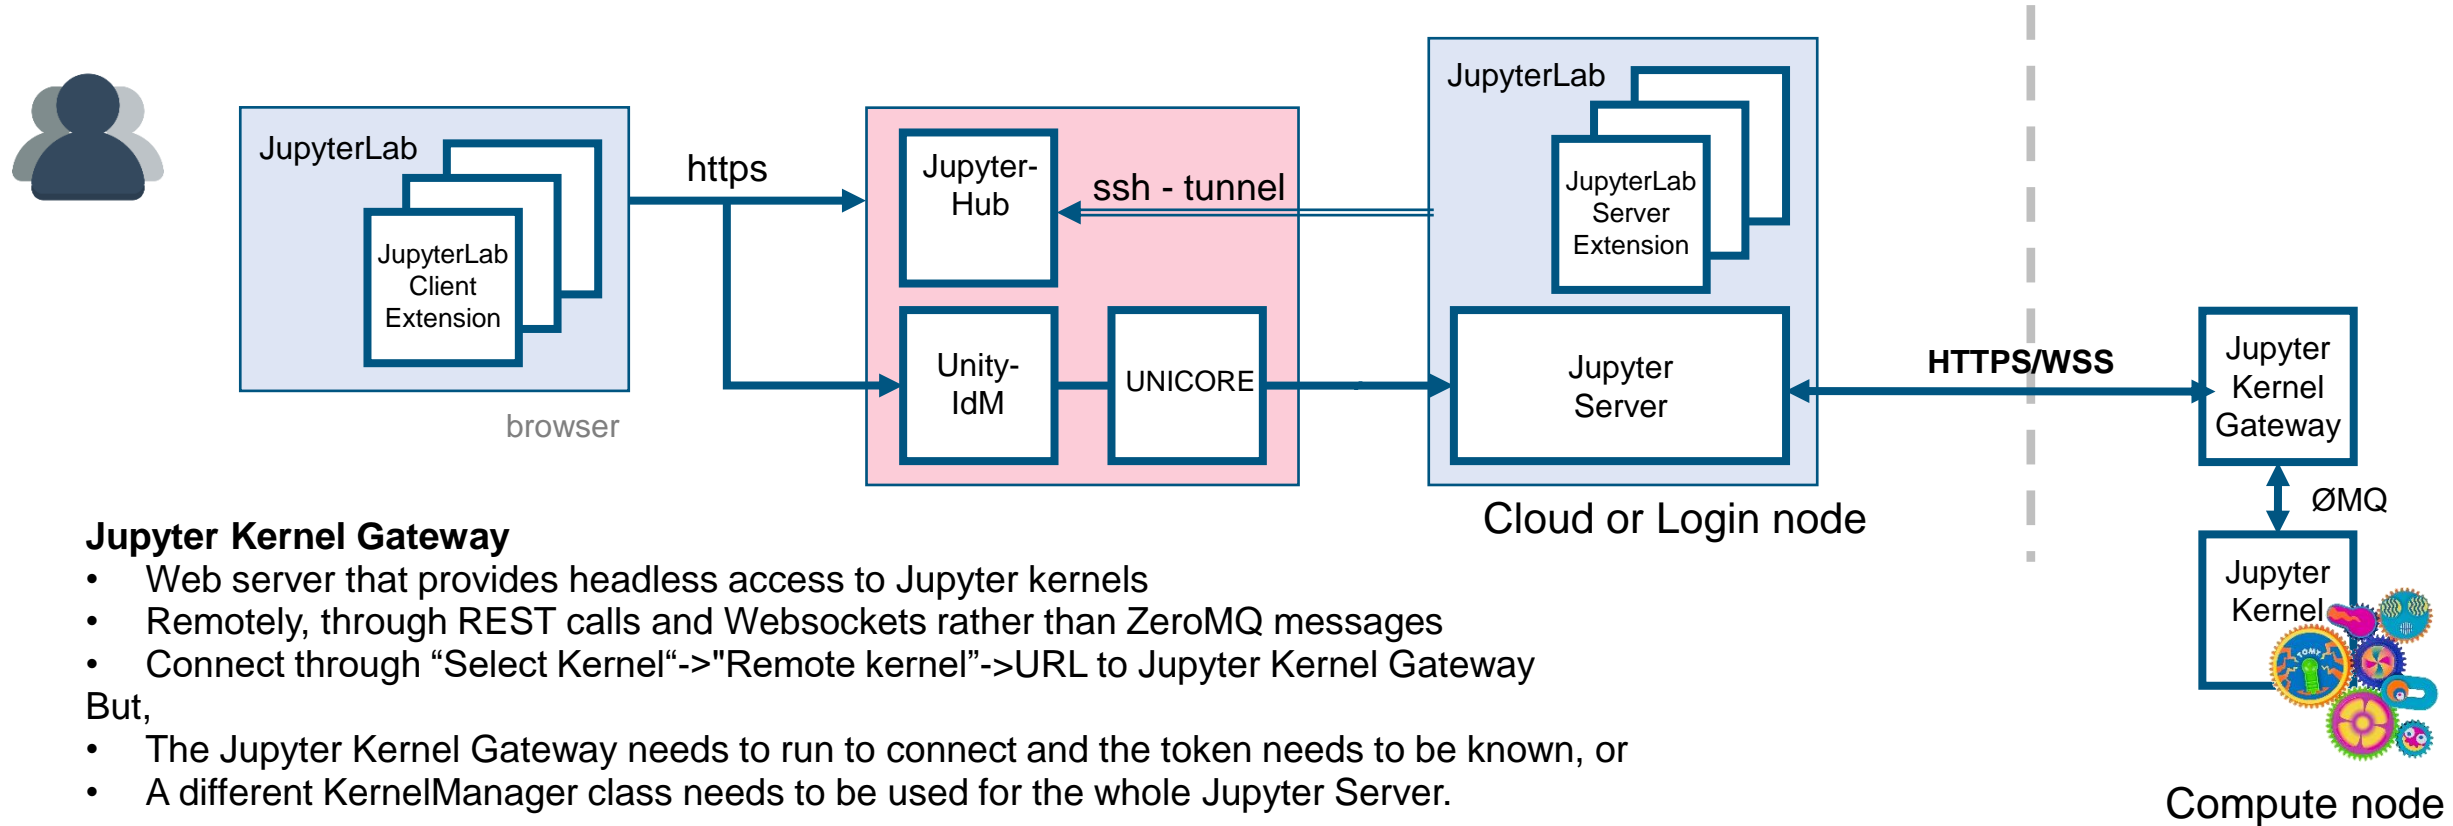 JupyterLab
JupyterLab
Client
Extension
browser
https
Jupyter-
Hub
ssh - tunnel
Unity-
IdM
UNICORE
JupyterLab
JupyterLab
Server
Extension
Jupyter
Server
Cloud or Login node
HTTPS/WSS
Jupyter
Kernel
Gateway
ØMQ
Jupyter
Kernel
TOMY
Compute node
Jupyter Kernel Gateway
• Web server that provides headless access to Jupyter kernels
• Remotely, through REST calls and Websockets rather than ZeroMQ messages
• Connect through “Select Kernel“->"Remote kernel”->URL to Jupyter Kernel Gateway
But,
• The Jupyter Kernel Gateway needs to run to connect and the token needs to be known, or
• A different KernelManager class needs to be used for the whole Jupyter Server.